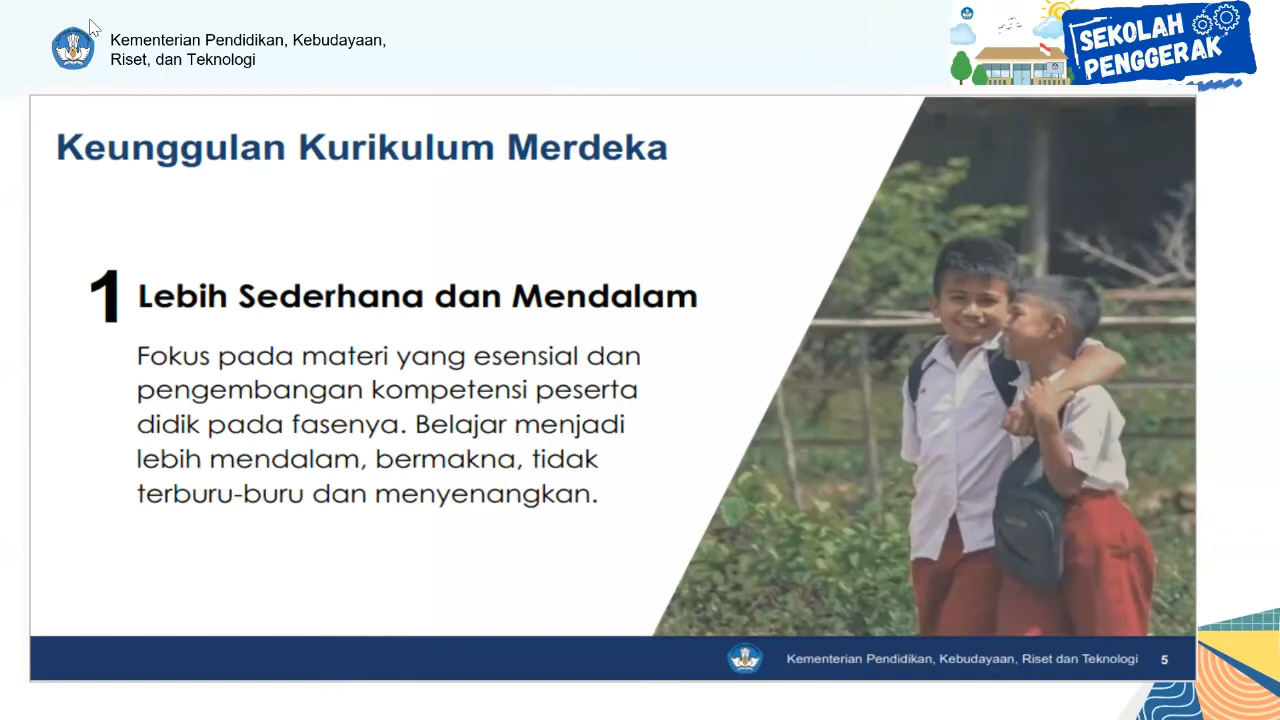 Kementerian Pendidikan, Kebudayaan,
Riset, dan Teknologi
SEKOLAH
PENGGERAK
Keunggulan Kurikulum Merdeka
1 Lebih Sederhana dan Mendalam
Fokus pada materi yang esensial dan
pengembangan kompetensi peserta
didik pada fasenya. Belajar menjadi
lebih mendalam, bermakna, tidak
terburu-buru dan menyenangkan.
Kementerian Pendidikan, Kebudayaan, Riset dan Teknologi 5